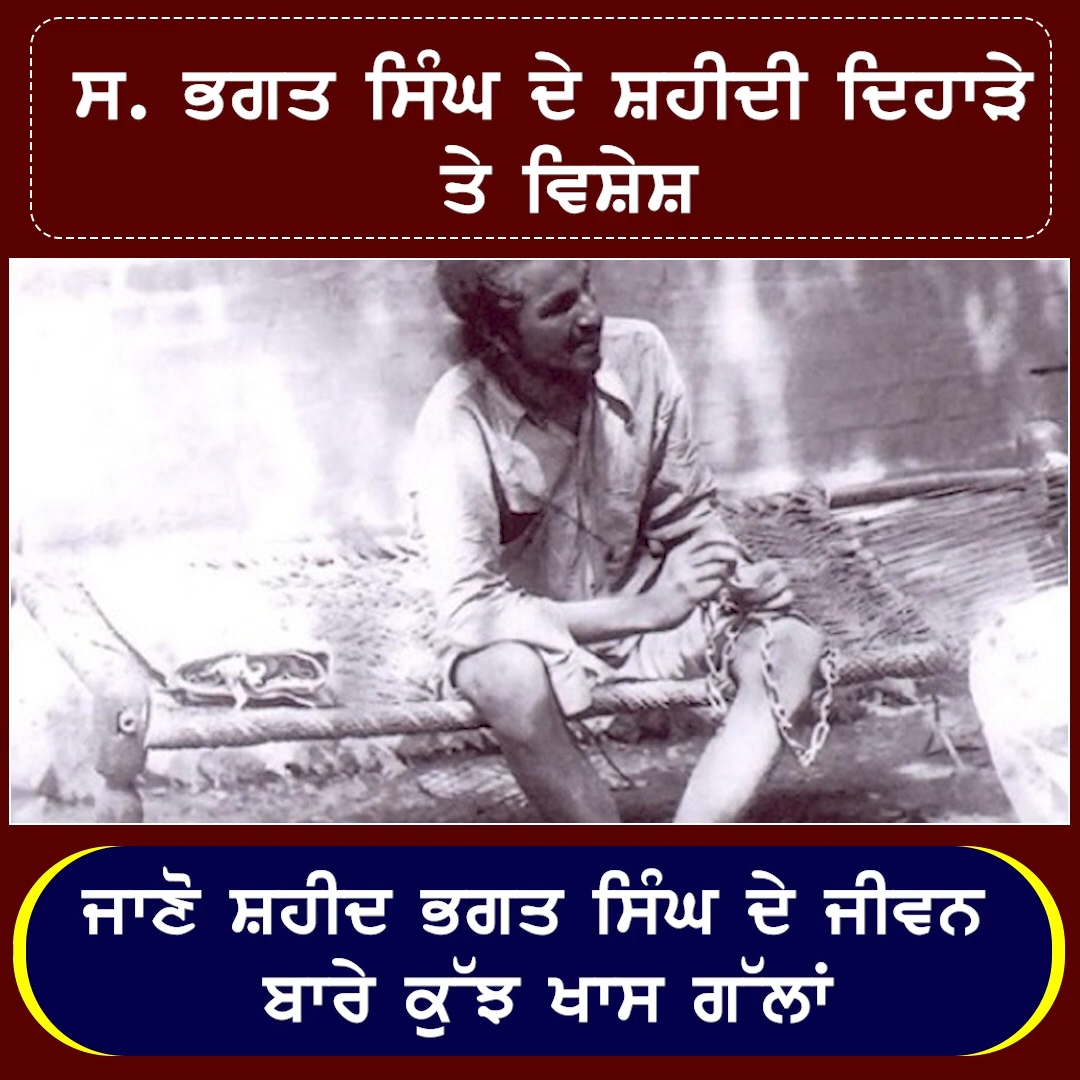 ਸ. ਭਗਤ ਸਿੰਘ ਦੇ ਸ਼ਹੀਦੀ ਦਿਹਾੜੇ
ਤੇ ਵਿਸ਼ੇਸ਼
ਜਾਣੋ ਸ਼ਹੀਦ ਭਗਤ ਸਿੰਘ ਦੇ ਜੀਵਨ
ਬਾਰੇ ਕੁੱਝ ਖਾਸ ਗੱਲਾਂ